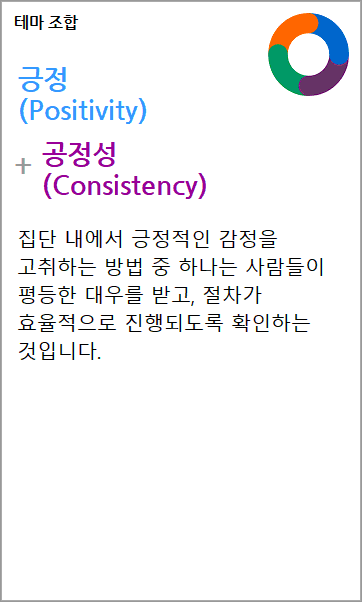 테마 조합
긍정
(Positivity)
+ 공정성
(Consistency)
집단 내에서 긍정적인 감정을
고취하는 방법 중 하나는 사람들이
평등한 대우를 받고, 절차가
효율적으로 진행되도록 확인하는
것입니다.